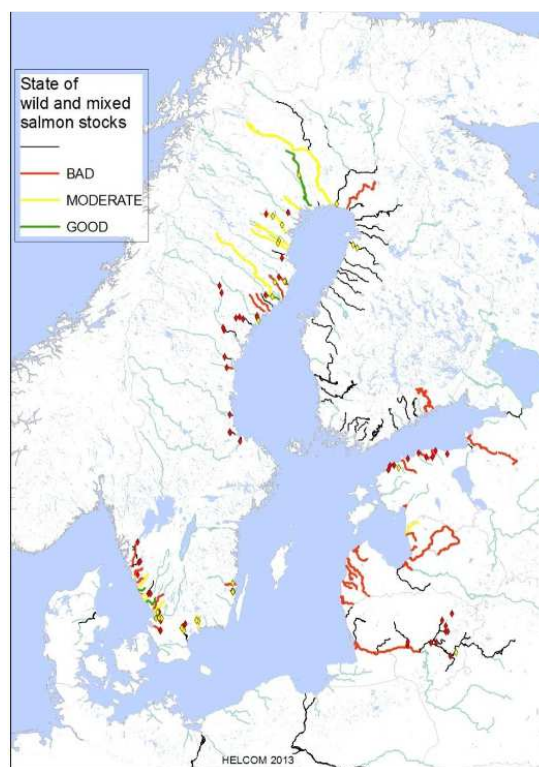 State of
wild and mixed
salmon stocks
BAD
MODERATE
GOOD
HELCOM 2013